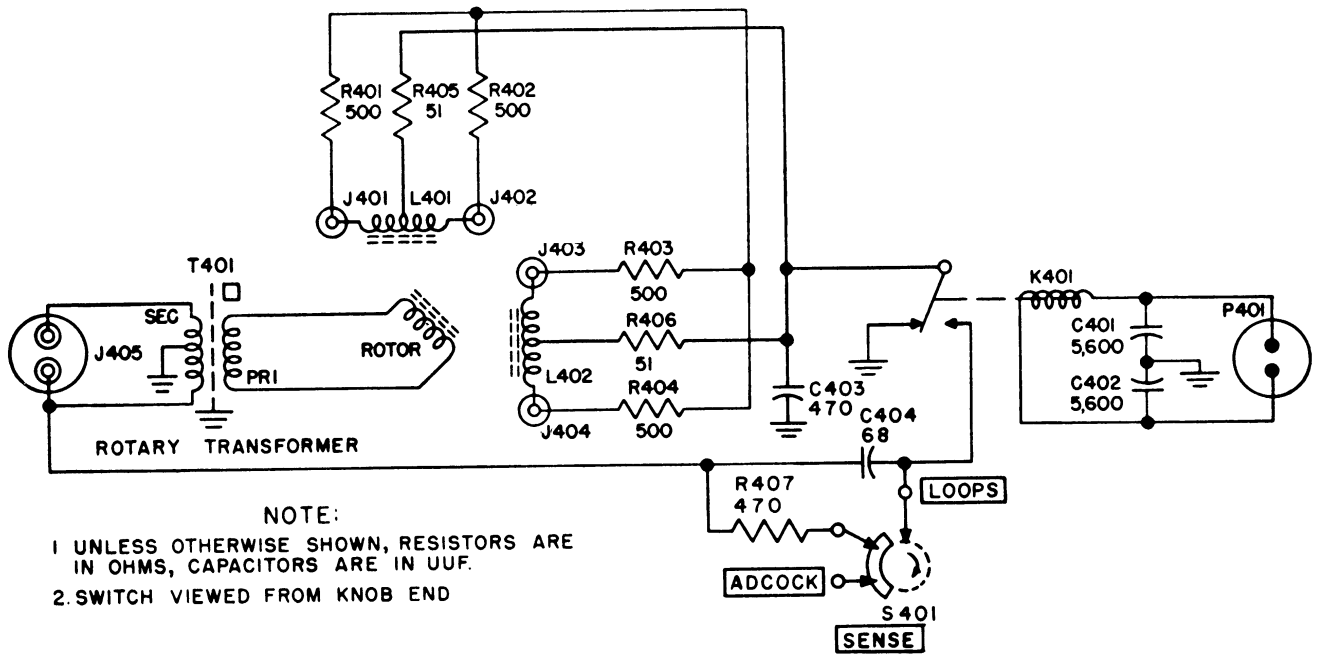 R401 R405 R402
500 51 500
J401 L401 J402
J403 R403
500
T401
K401
SEC
J405
ROTOR
PRI
R406
51
L402
R404
500
J404
C403
470
C404
68
C401
5,600
C402
5,600
P401
ROTARY TRANSFORMER
R407
470
LOOPS
ADCOCK
S401
SENSE
NOTE:
1 UNLESS OTHERWISE SHOWN, RESISTORS ARE
IN OHMS, CAPACITORS ARE IN UUF.
2. SWITCH VIEWED FROM KNOB END